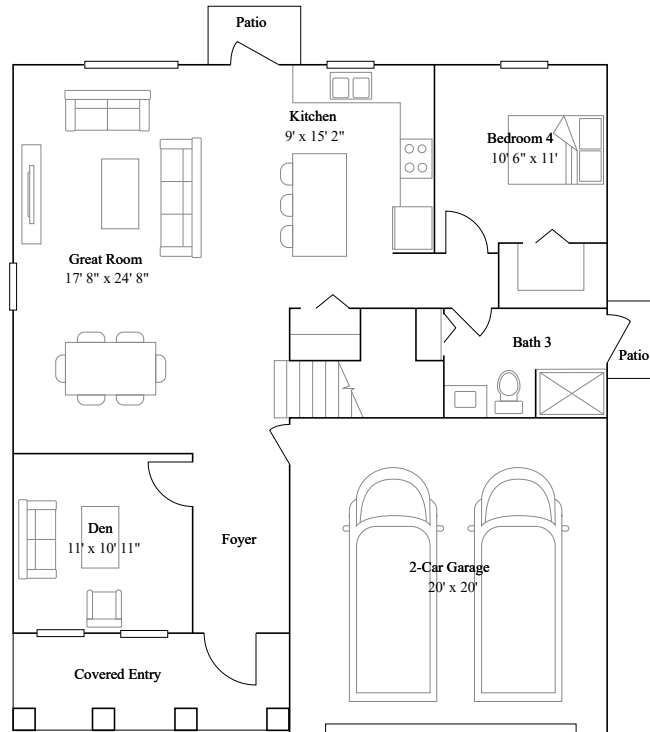 Patio
Kitchen
9' x 15' 2"
Bedroom 4
10' 6" x 11'
Great Room
17' 8" x 24' 8"
Bath 3
Patio
Den
11' x 10' 11"
Foyer
2-Car Garage
20' x 20'
Covered Entry